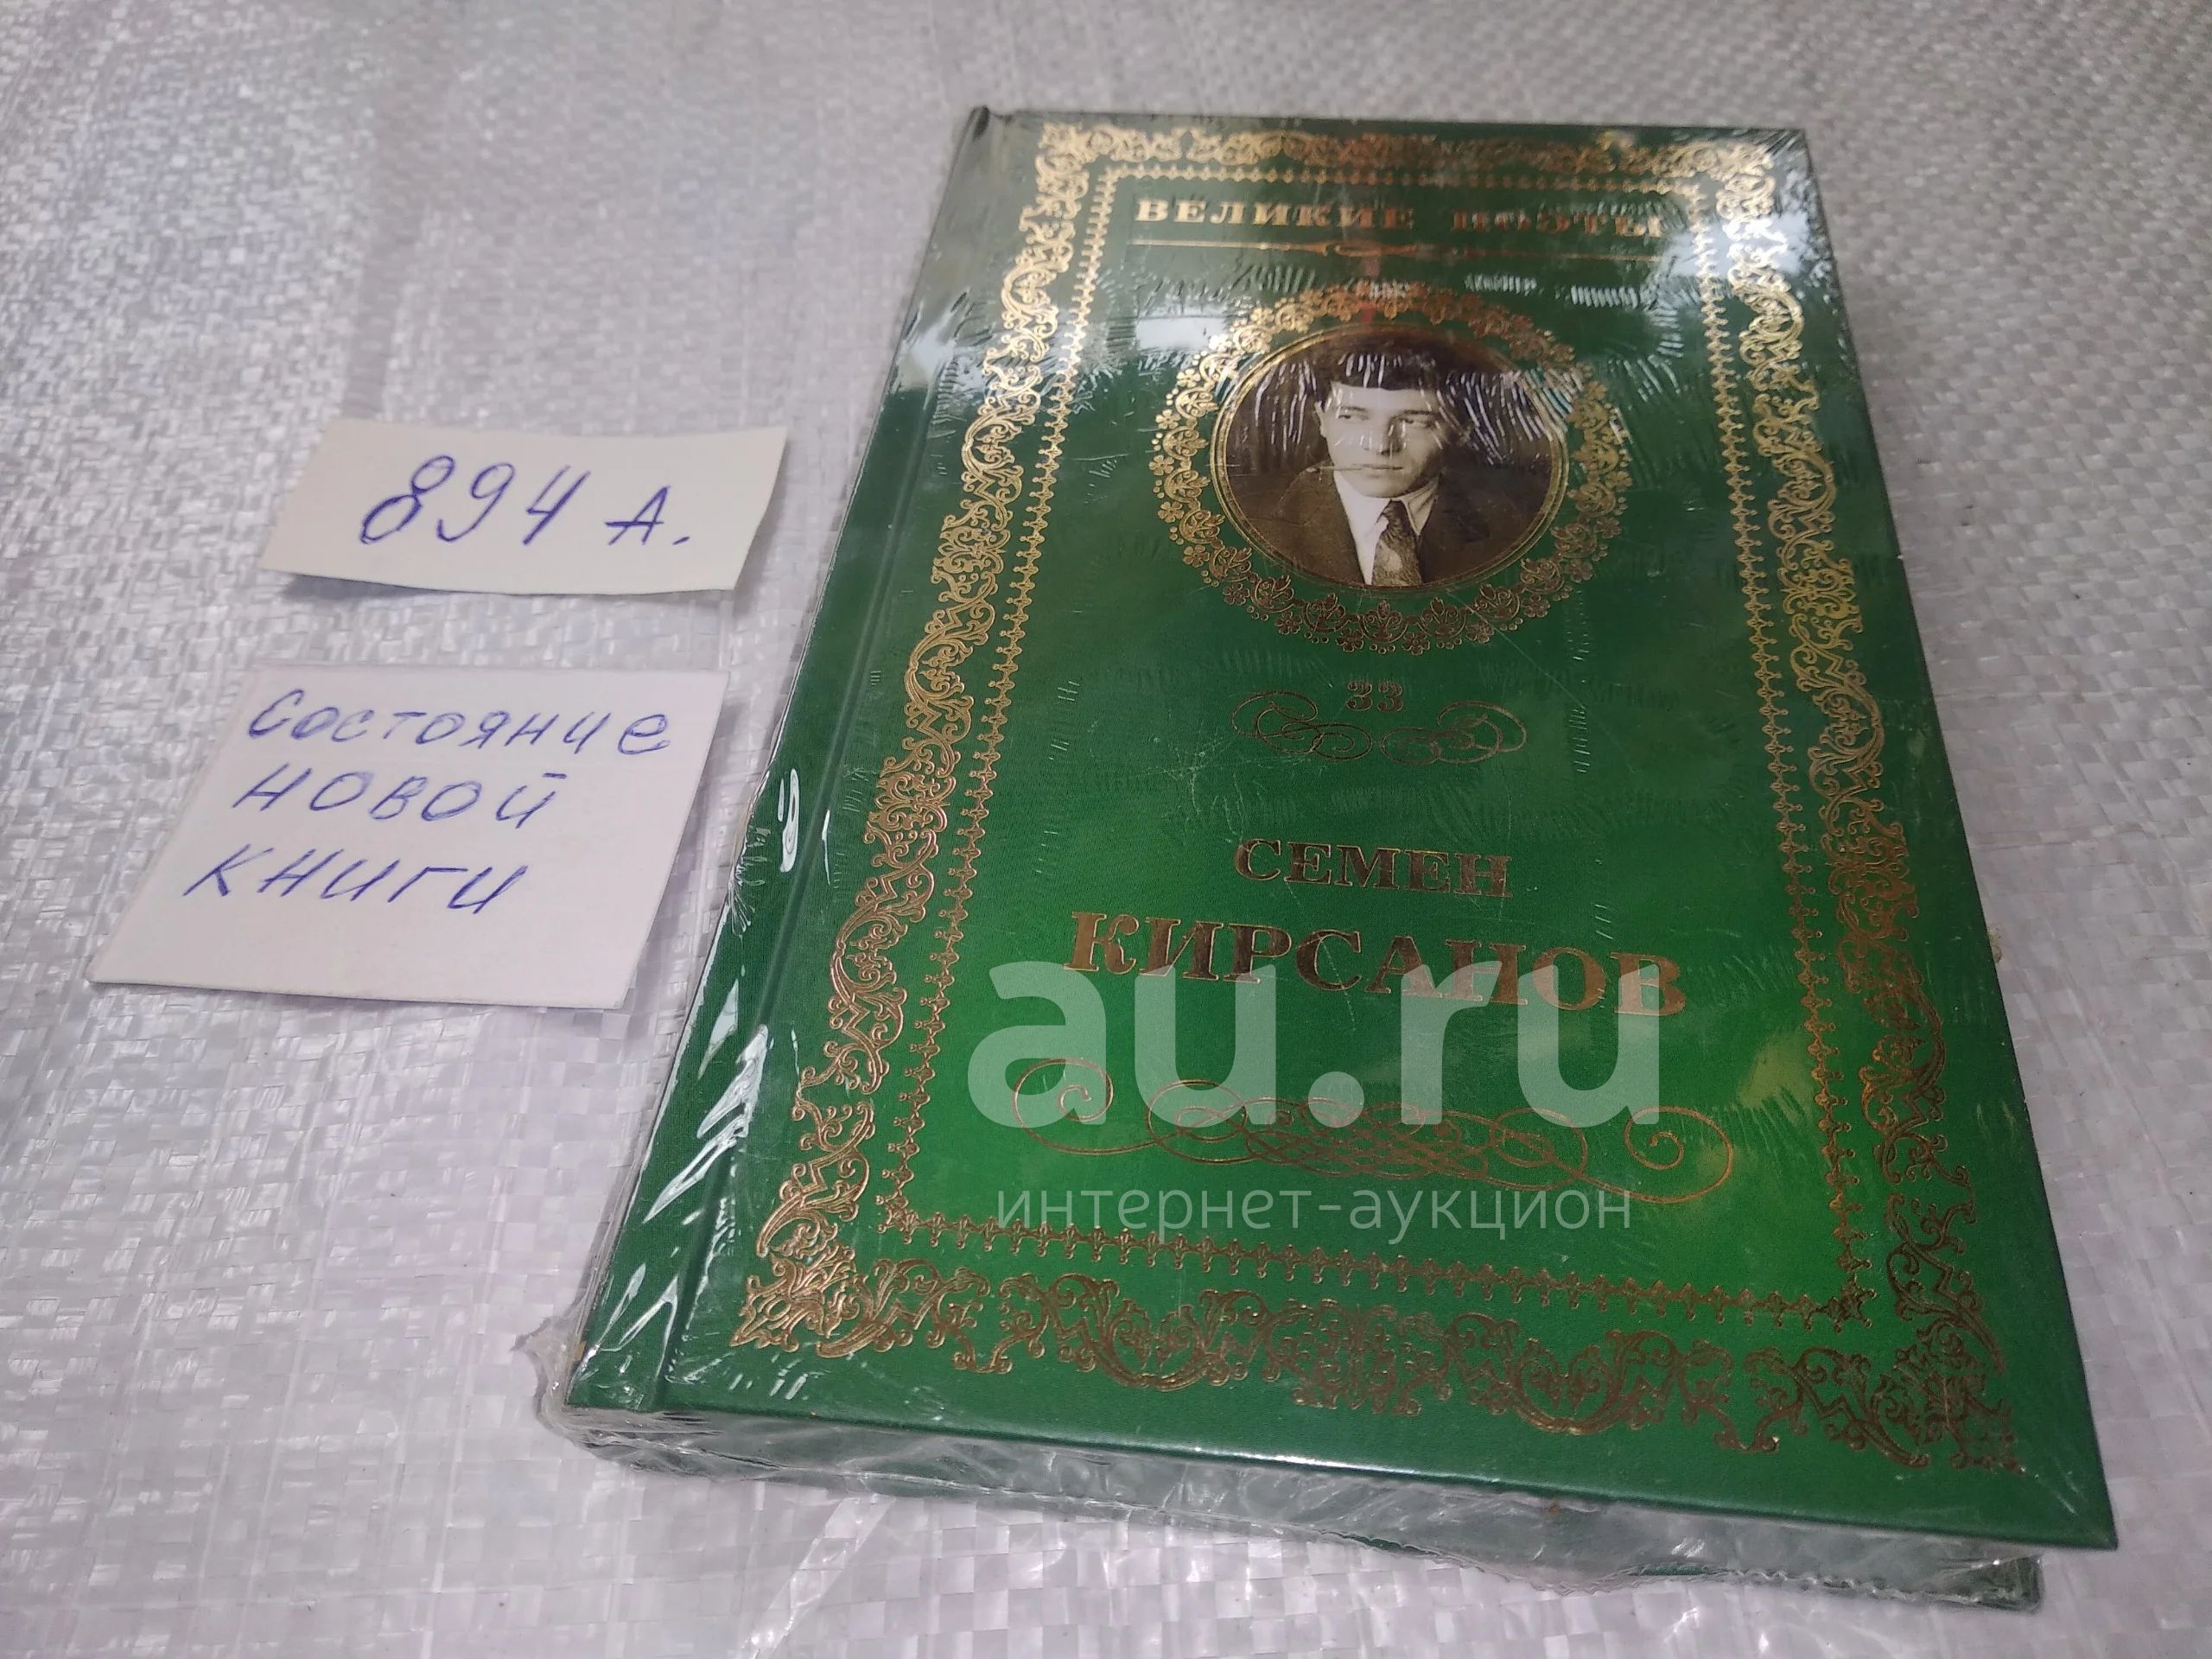 894 А.
Состояние
новой
книги
ВЕЛИКИЕ ПОЭТЫ
33
СЕМЕН
КИРСАНОВ
au.ru
интернет-аукцион